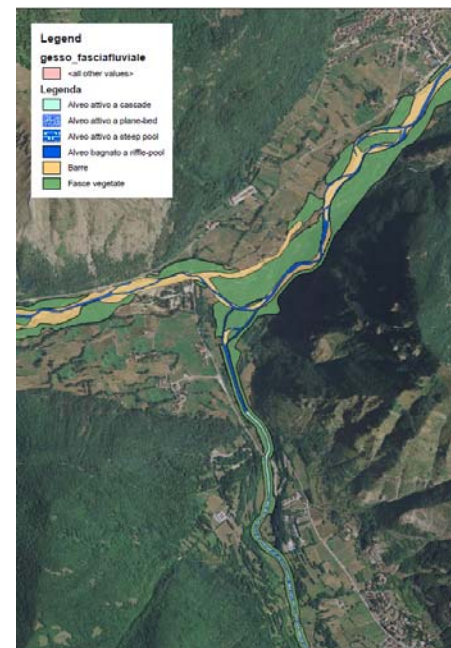 Legend
gesso_fasciafluviale
<all other values>
Legenda
Alveo attivo a cascade
Alveo attivo a plane-bed
Alveo attivo a steep pool
Alveo bagnato a riffle-pool
Barre
Fasce vegetate